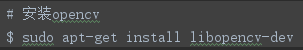 # 安装opencv
$ sudo apt-get install libopencv-dev